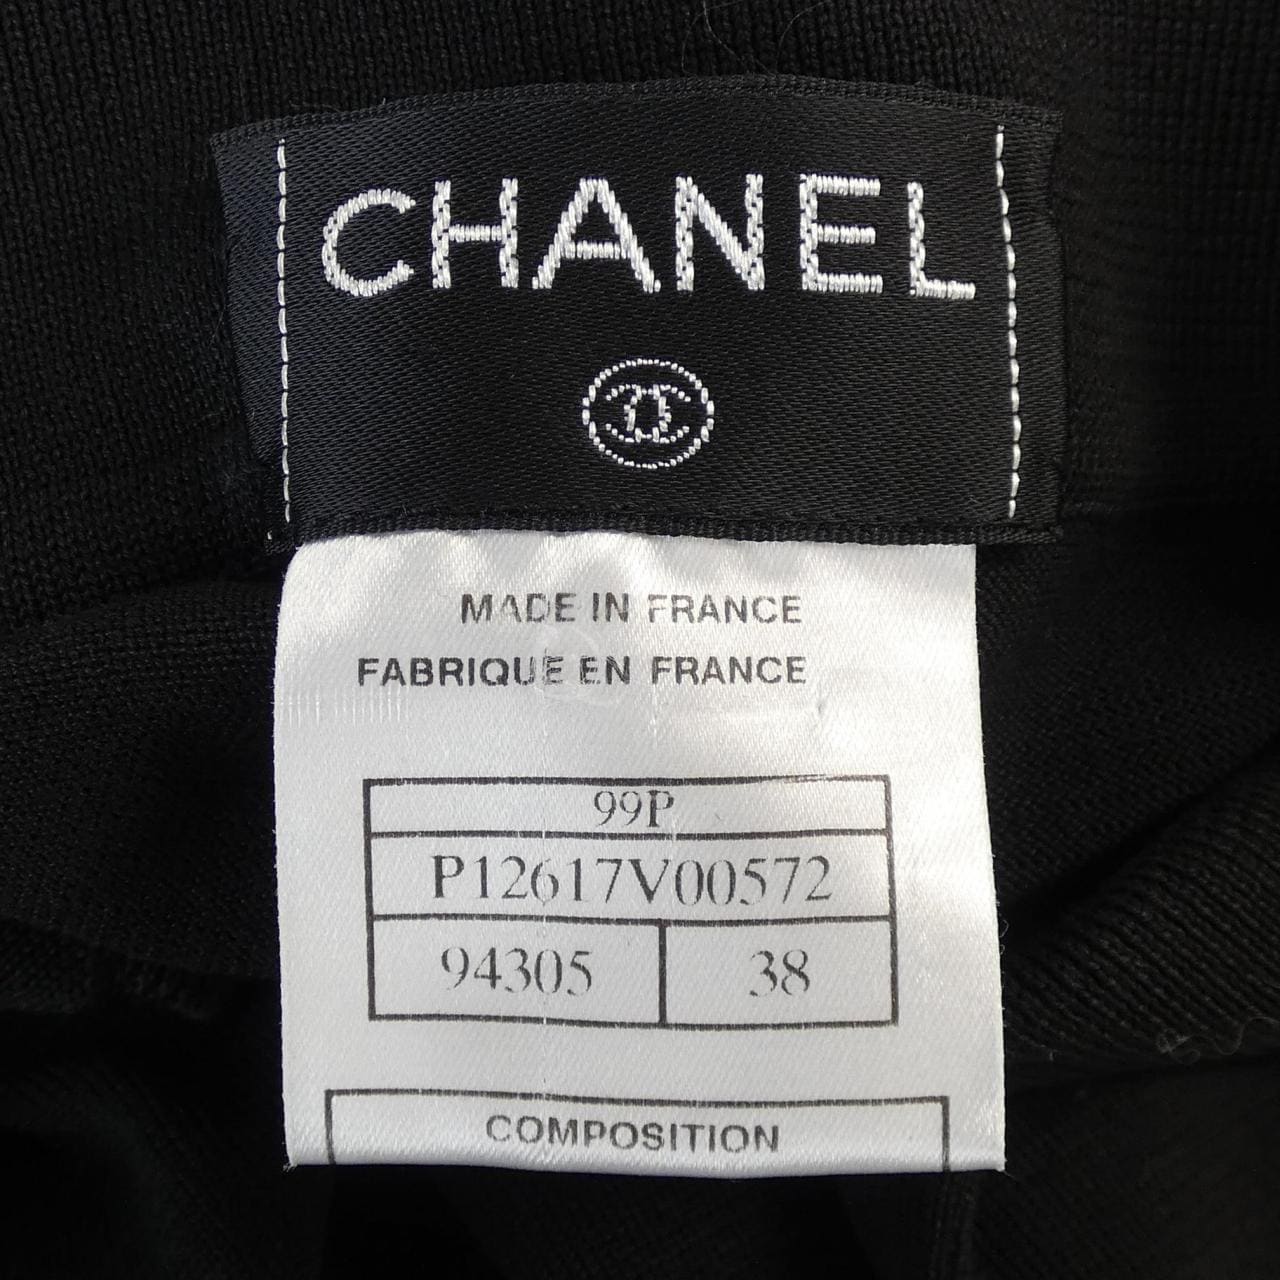 CHANEL
MADE IN FRANCE
FABRIQUE EN FRANCE
99P
P12617V00572
94305 38
COMPOSITION